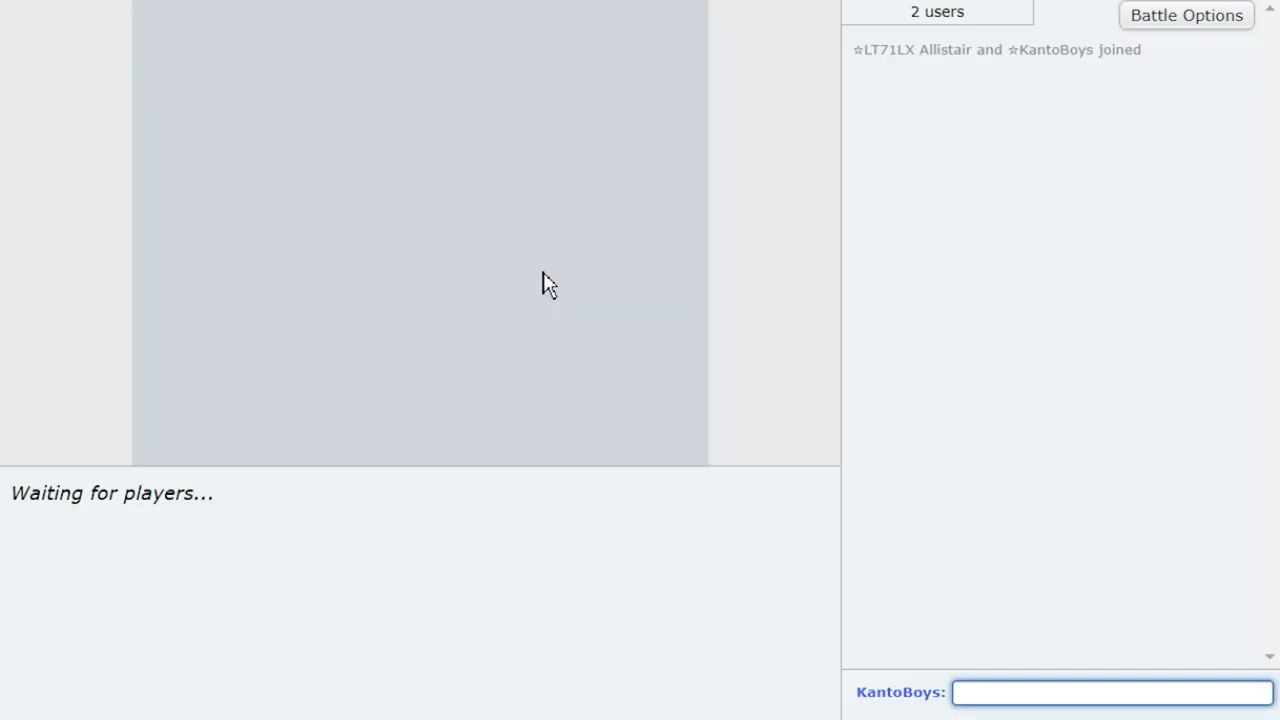 2 users
Battle Options
☆LT71LX Allistair and ☆KantoBoys joined
Waiting for players...
KantoBoys: